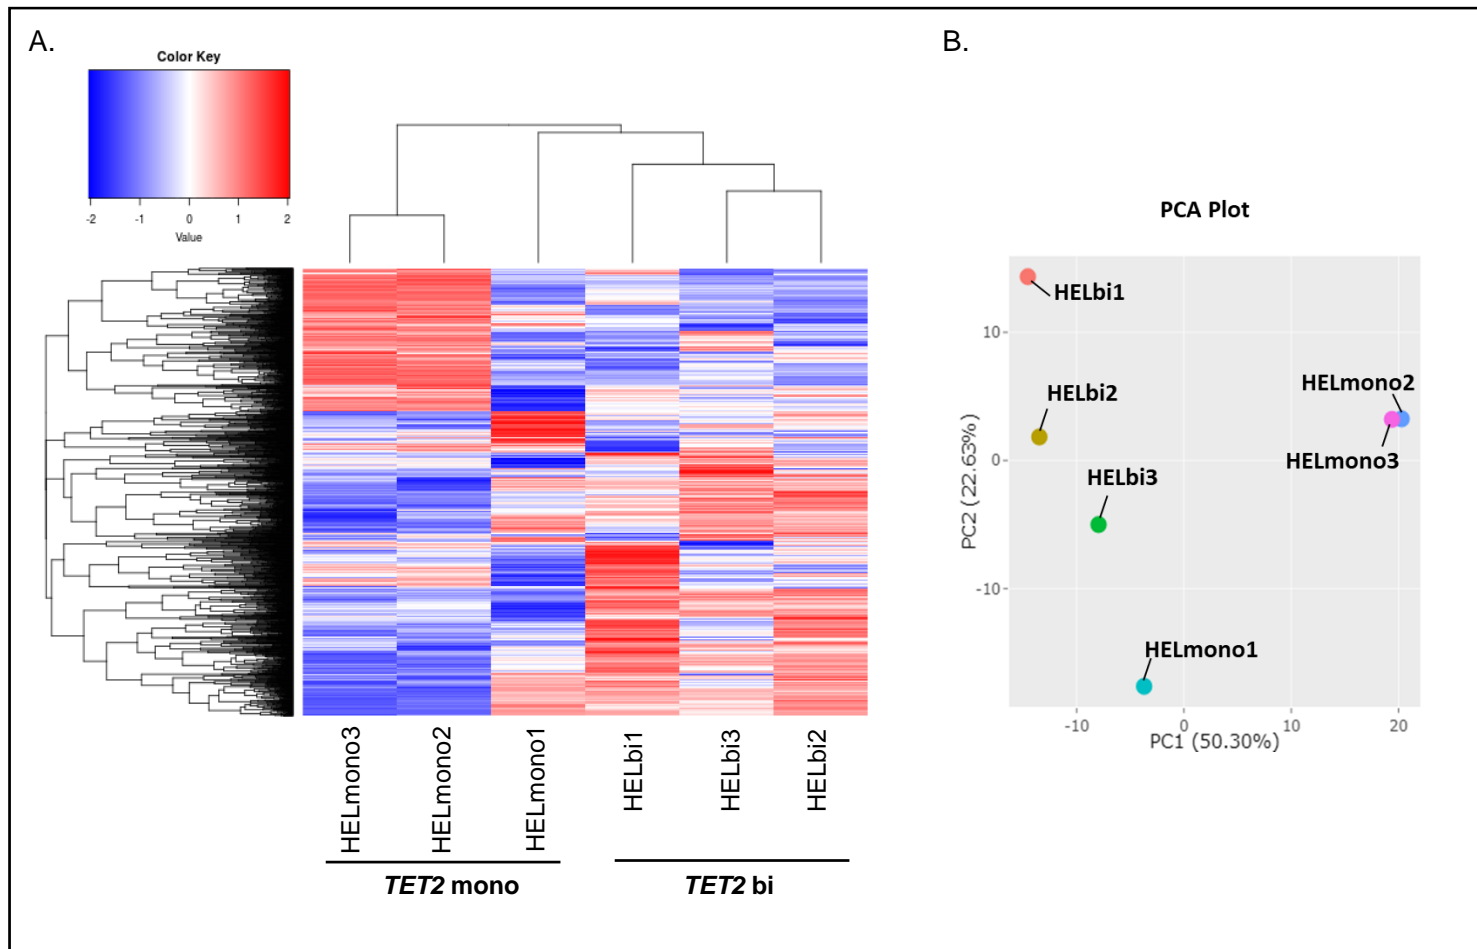 A.
Color Key
-2 -1 0 1 2
Value
HELmono3
HELmono2
HELmono1
HELbi1
HELbi3
HELbi2
TET2 mono
TET2 bi
B.
PCA Plot
HELbi1
HELmono2
HELbi2
HELmono3
HELbi3
HELmono1
10
0
-10
PC2 (22.63%)
-10 0 10 20
PC1 (50.30%)